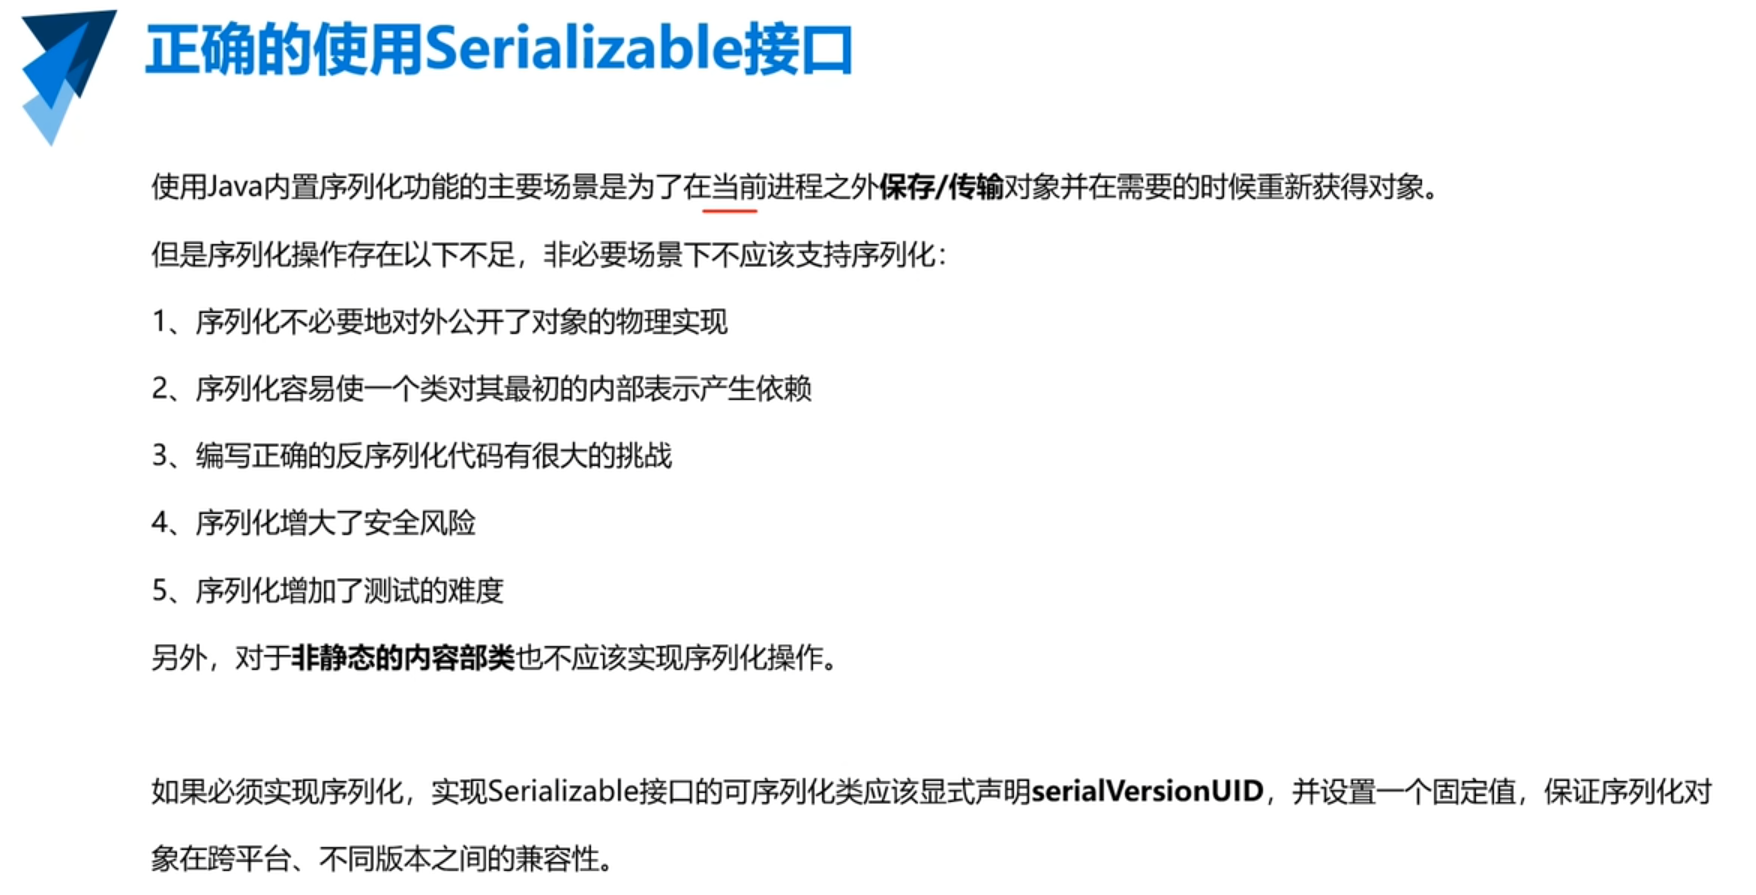 正确的使用Serializable接口
使用Java内置序列化功能的主要场景是为了在当前进程之外保存/传输对象并在需要的时候重新获得对象。
但是序列化操作存在以下不足，非必要场景下不应该支持序列化：
1、序列化不必要地对外公开了对象的物理实现
2、序列化容易使一个类对其最初的内部表示产生依赖
3、编写正确的反序列化代码有很大的挑战
4、序列化增大了安全风险
5、序列化增加了测试的难度
另外，对于非静态的内容部类也不应该实现序列化操作。
如果必须实现序列化，实现Serializable接口的可序列化类应该显式声明serialVersionUID，并设置一个固定值，保证序列化对
象在跨平台、不同版本之间的兼容性。